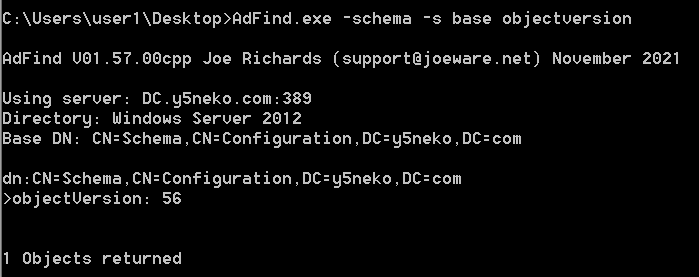 C:\Users\user1\Desktop>AdFind.exe -schema -s base objectversion
AdFind V01.57.00cpp Joe Richards (support@joeware.net) November 2021
Using server: DC.y5neko.com:389
Directory: Windows Server 2012
Base DN: CN=Schema,CN=Configuration,DC=y5neko,DC=com
dn:CN=Schema,CN=Configuration,DC=y5neko,DC=com
>objectVersion: 56
1 Objects returned